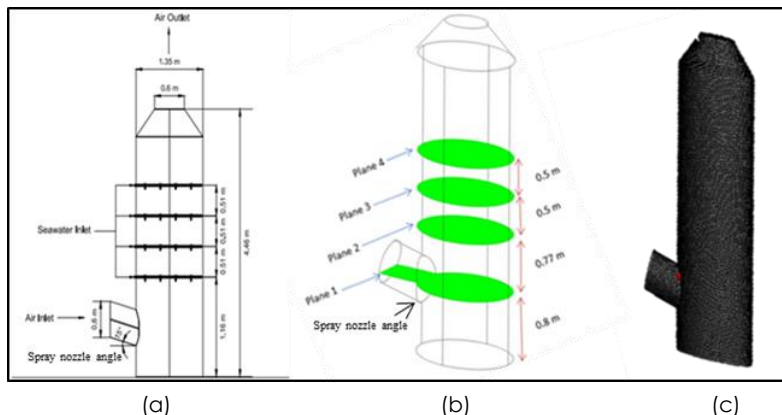 Air Outlet
1.35 m
0.6 m
Seawater Inlet
0.51 m
0.51 m
0.51 m
4.46 m
Air Inlet
0.6 m
1.16 m
Spray nozzle angle
(a)
Plane 4
0.5 m
Plane 3
0.5 m
Plane 2
0.77 m
Plane 1
Spray nozzle angle
0.8 m
(b)
(c)